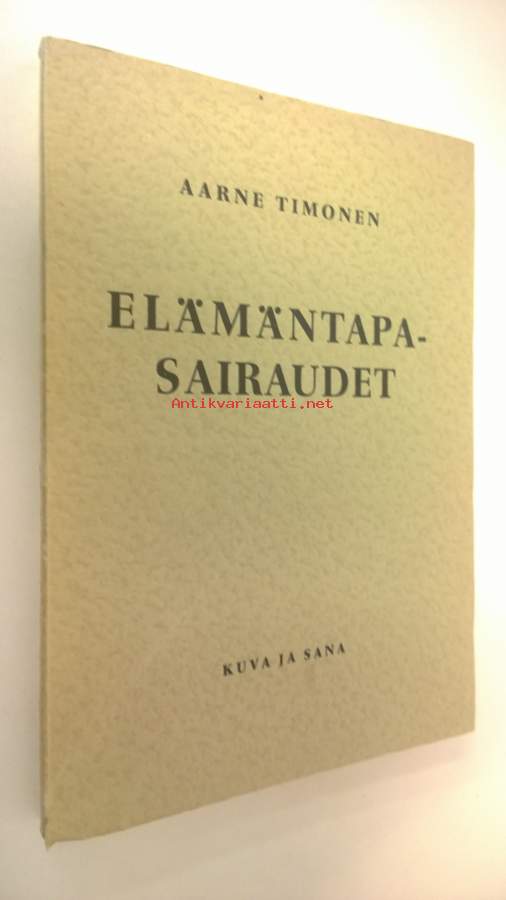 AARNE TIMONEN
ELÄMÄNTAPA-
SAIRAUDET
Antikvariaatti.net
KUVA JA SANA